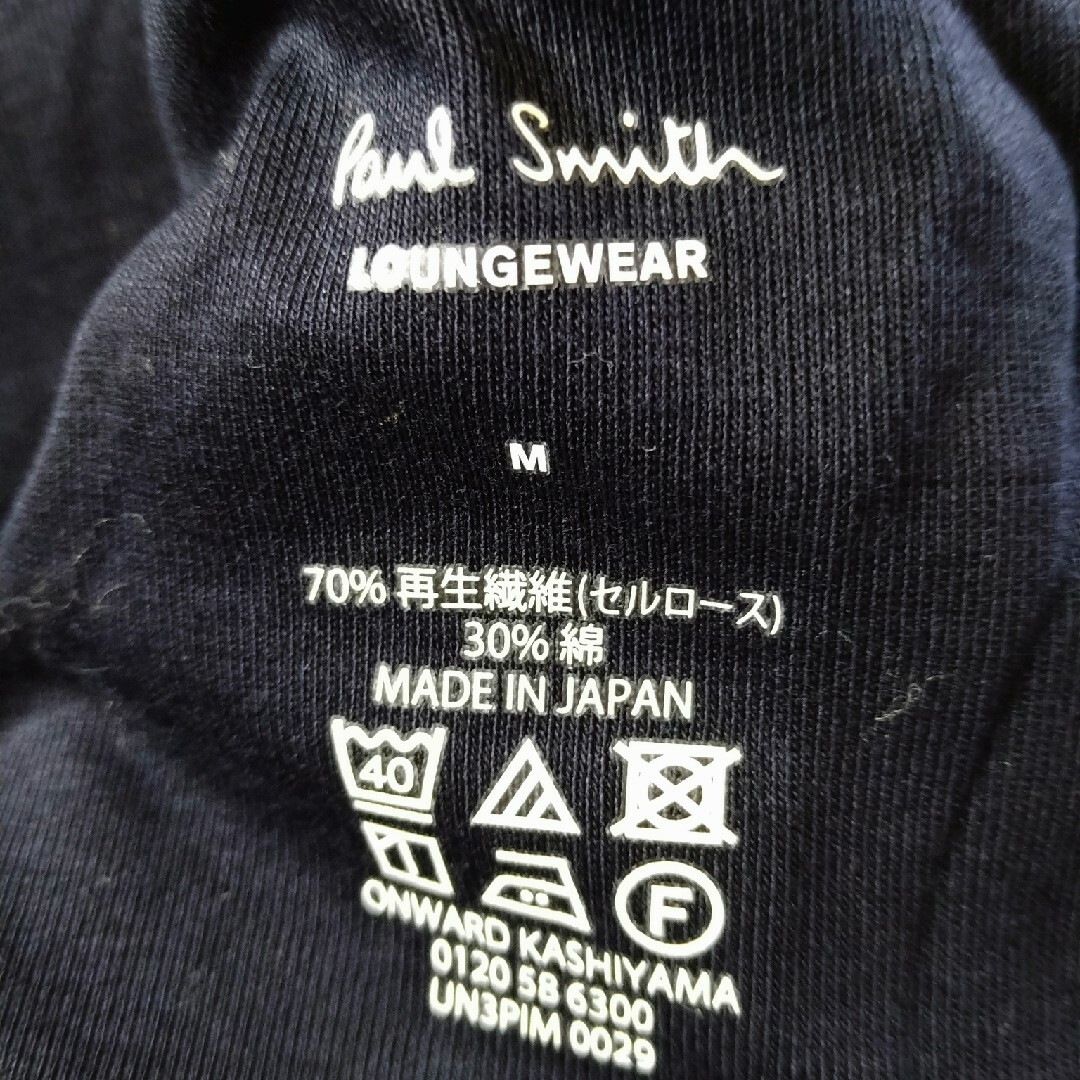 Paul Smith
LOUNGEWEAR
M
70% 再生繊維(セルロース)
30% 綿
MADE IN JAPAN
40
F
ONWARD KASHIYAMA
0120 58 6300
UN3PIM 0029